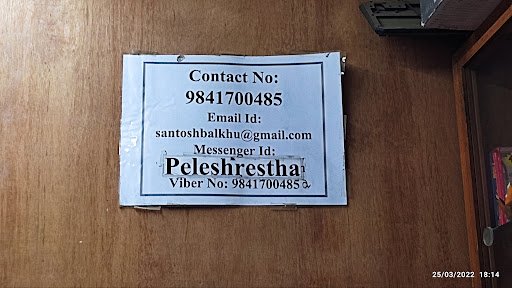 Contact No:
9841700485
Email Id:
santoshbalkhu@gmail.com
Messenger Id:
Peleshrestha
Viber No: 9841700485
25/03/2022 18:14